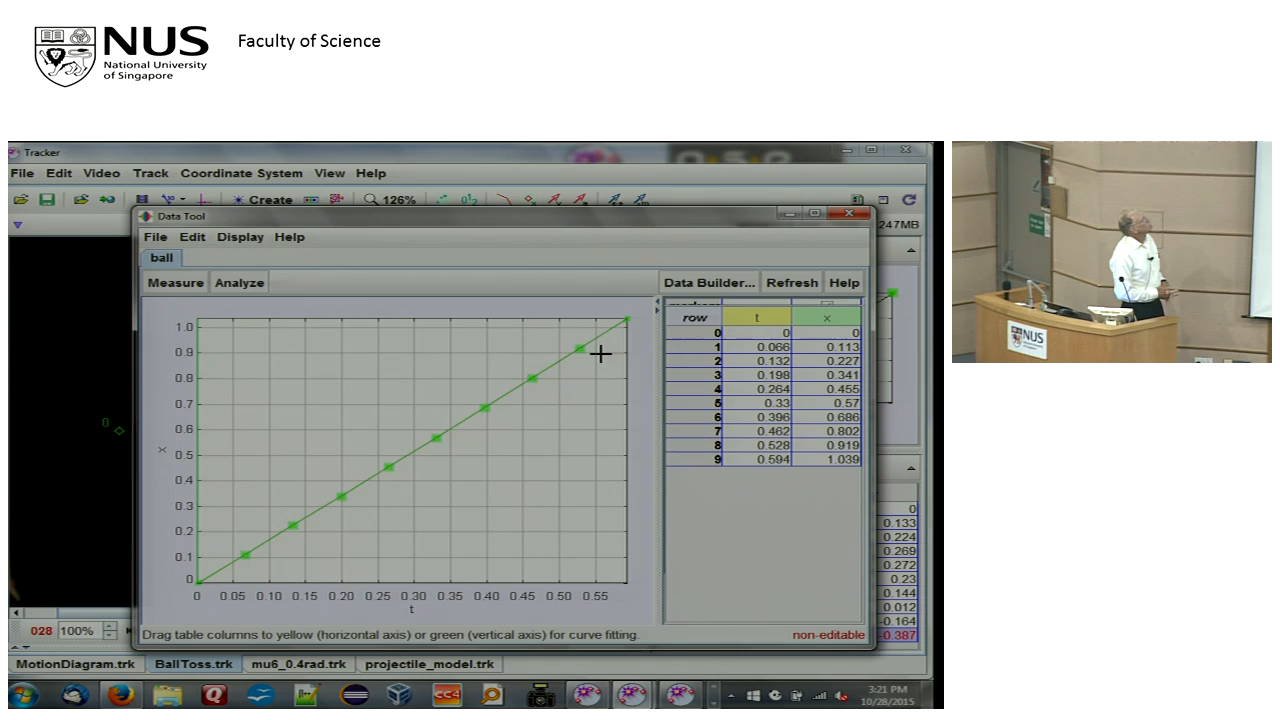 NUS
National University
of Singapore
Faculty of Science
Tracker
File Edit Video Track Coordinate System View Help
Create 126%
247MB
Data Tool
File Edit Display Help
ball
Measure Analyze
Data Builder... Refresh Help
row t x
0 0 0
1 0.066 0.113
2 0.132 0.227
3 0.198 0.341
4 0.264 0.455
5 0.33 0.57
6 0.396 0.686
7 0.462 0.802
8 0.528 0.919
9 0.594 1.039
1.0
0.9
0.8
0.7
0.6
0.5
0.4
0.3
0.2
0.1
0
x
0 0.05 0.10 0.15 0.20 0.25 0.30 0.35 0.40 0.45 0.50 0.55
t
0
0
0.133
0.224
0.269
0.272
0.23
0.144
0.012
-0.164
-0.387
Drag table columns to yellow (horizontal axis) or green (vertical axis) for curve fitting.
non-editable
028 100%
MotionDiagram.trk BallToss.trk mu6_0.4rad.trk projectile_model.trk
CC4
3:21 PM
10/28/2015
NUS